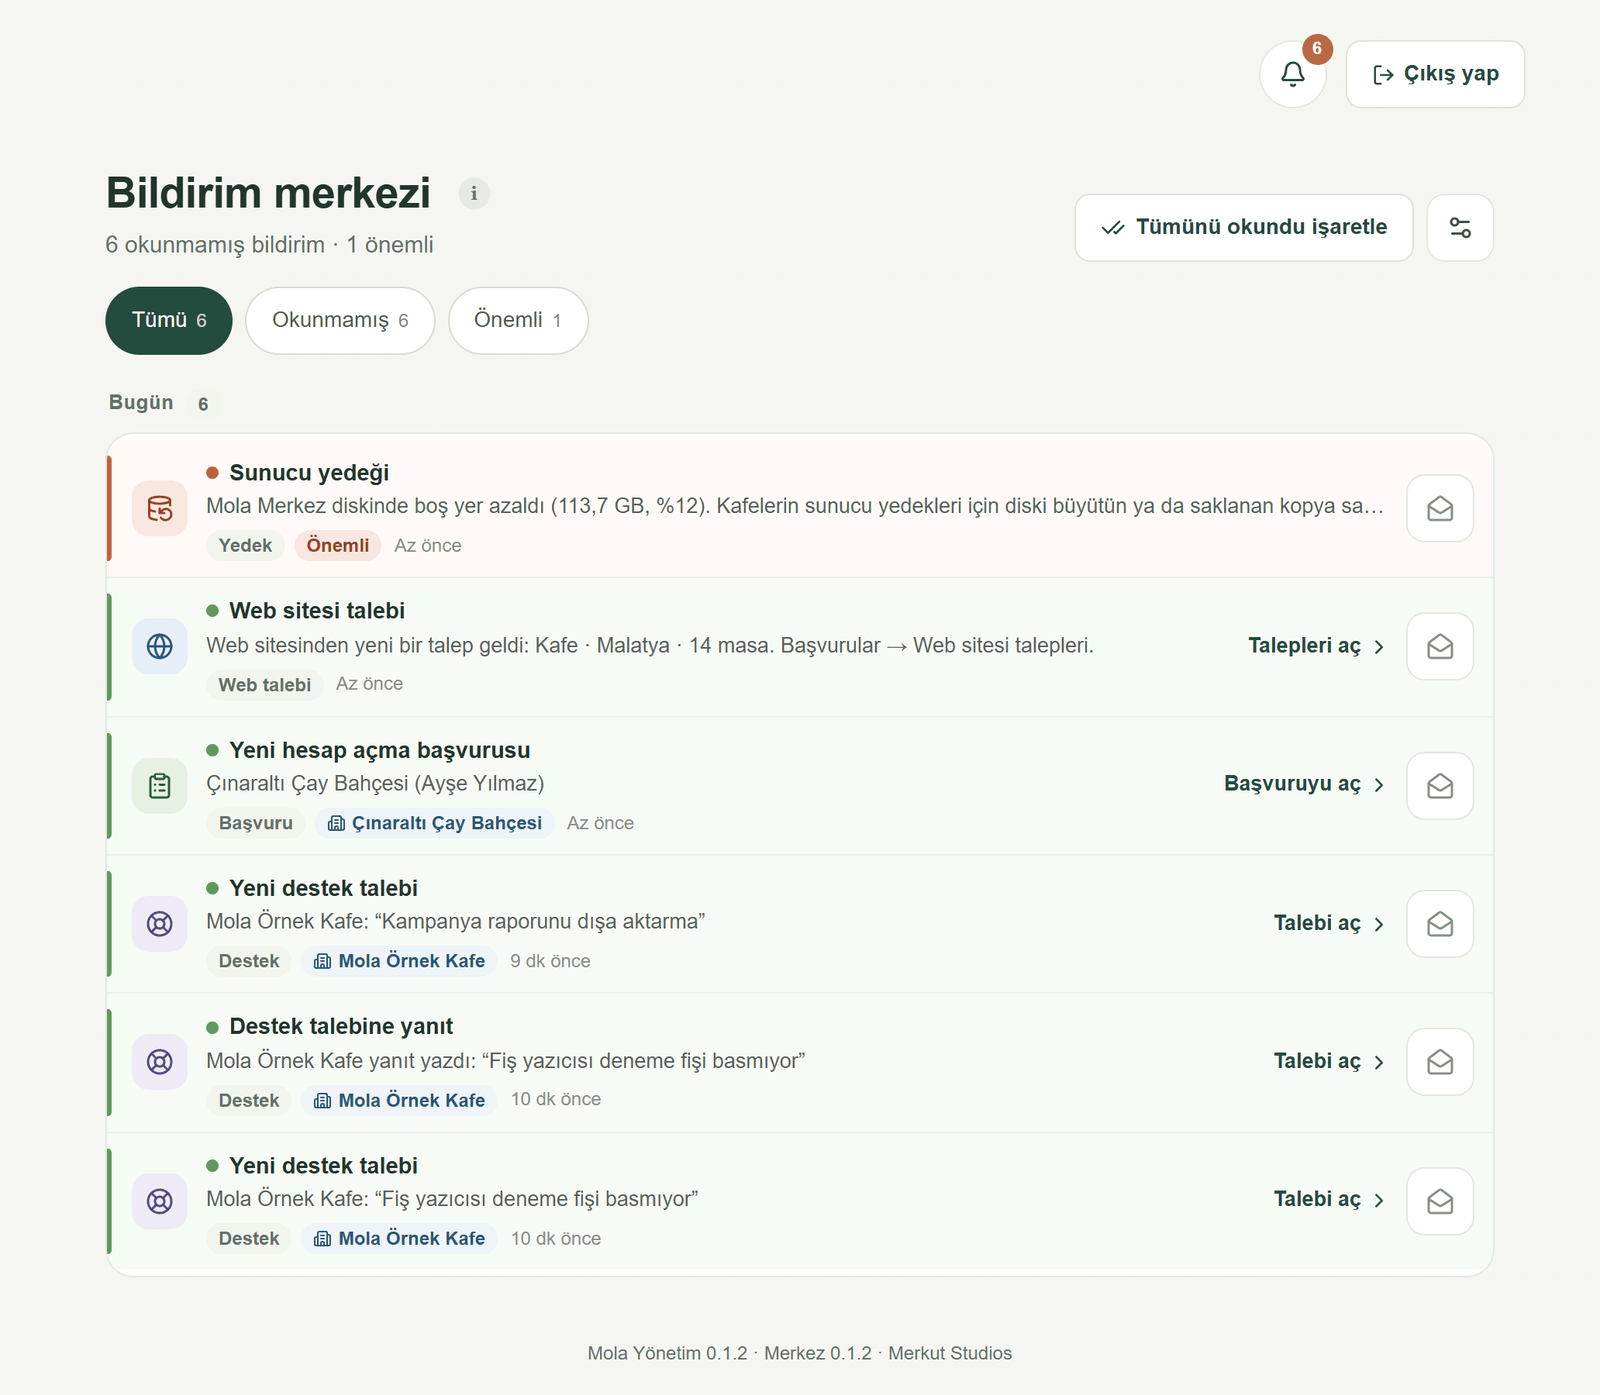 6
Çıkış yap
Bildirim merkezi i
6 okunmamış bildirim · 1 önemli
Tümünü okundu işaretle
Tümü 6
Okunmamış 6
Önemli 1
Bugün 6
Sunucu yedeği
Mola Merkez diskinde boş yer azaldı (113,7 GB, %12). Kafelerin sunucu yedekleri için diski büyütün ya da saklanan kopya sa…
Yedek Önemli Az önce
Web sitesi talebi
Web sitesinden yeni bir talep geldi: Kafe · Malatya · 14 masa. Başvurular → Web sitesi talepleri.
Talepleri aç
Web talebi Az önce
Yeni hesap açma başvurusu
Çınaraltı Çay Bahçesi (Ayşe Yılmaz)
Başvuruyu aç
Başvuru Çınaraltı Çay Bahçesi Az önce
Yeni destek talebi
Mola Örnek Kafe: “Kampanya raporunu dışa aktarma”
Talebi aç
Destek Mola Örnek Kafe 9 dk önce
Destek talebine yanıt
Mola Örnek Kafe yanıt yazdı: “Fiş yazıcısı deneme fişi basmıyor”
Talebi aç
Destek Mola Örnek Kafe 10 dk önce
Yeni destek talebi
Mola Örnek Kafe: “Fiş yazıcısı deneme fişi basmıyor”
Talebi aç
Destek Mola Örnek Kafe 10 dk önce
Mola Yönetim 0.1.2 · Merkez 0.1.2 · Merkut Studios